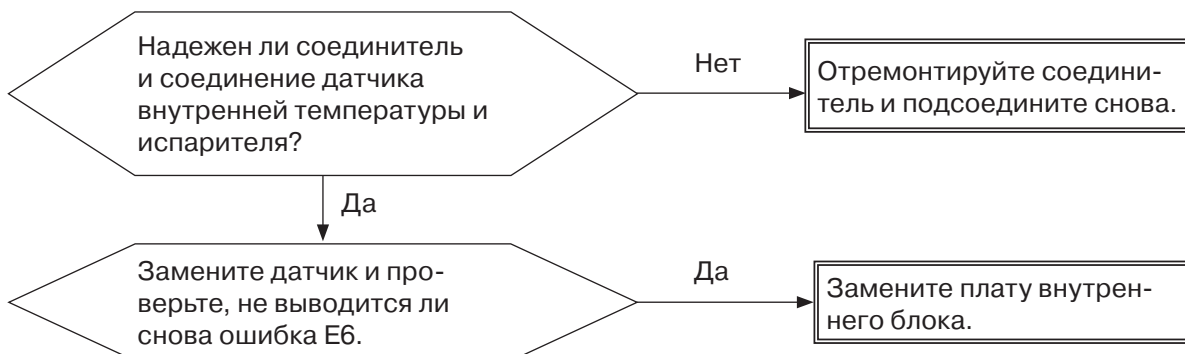 Надежен ли соединитель
и соединение датчика
внутренней температуры и
испарителя?
Нет
Отремонтируйте соедини-
тель и подсоедините снова.
Да
Замените датчик и про-
верьте, не выводится ли
снова ошибка Е6.
Да
Замените плату внутрен-
него блока.